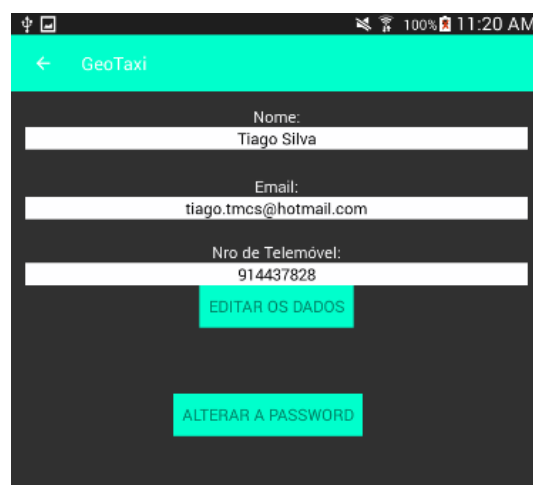 100% 11:20 AM
GeoTaxi
Nome:
Tiago Silva
Email:
tiago.tmcs@hotmail.com
Nro de Telemóvel:
914437828
EDITAR OS DADOS
ALTERAR A PASSWORD